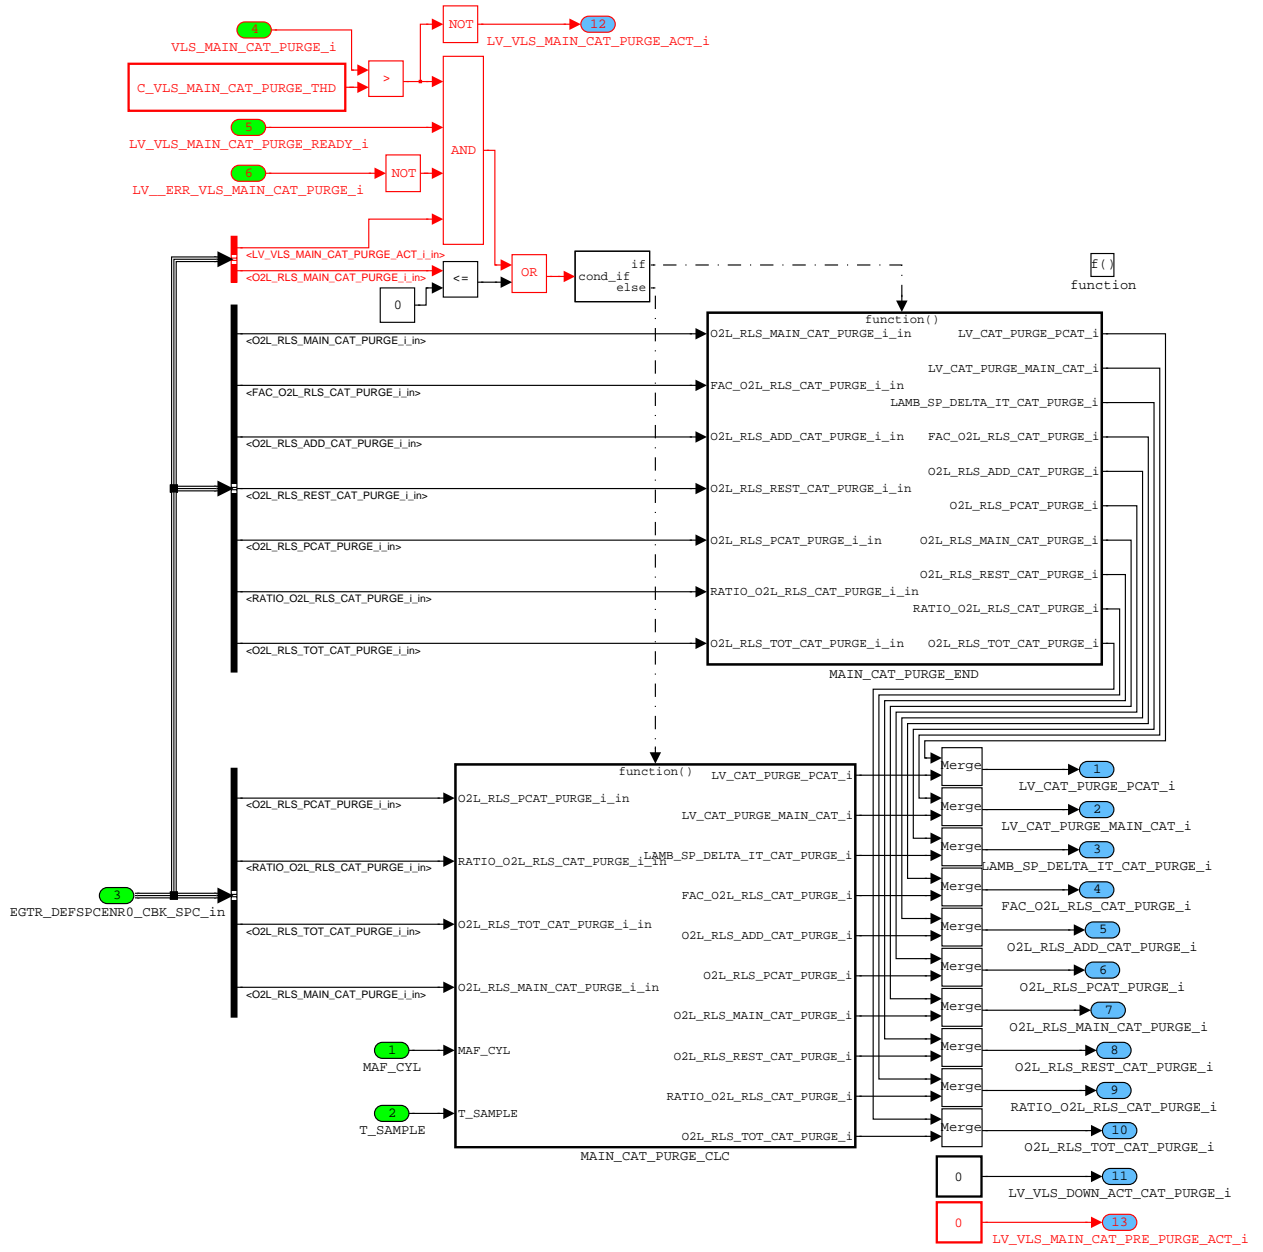 4
VLS_MAIN_CAT_PURGE_i
NOT
12
LV_VLS_MAIN_CAT_PURGE_ACT_i
C_VLS_MAIN_CAT_PURGE_THD
>
5
LV_VLS_MAIN_CAT_PURGE_READY_i
AND
6
LV__ERR_VLS_MAIN_CAT_PURGE_i
NOT
<LV_VLS_MAIN_CAT_PURGE_ACT_i_in>
<O2L_RLS_MAIN_CAT_PURGE_i_in>
<=
0
OR
if
cond_if
else
f()
function
function()
<O2L_RLS_MAIN_CAT_PURGE_i_in>
<FAC_O2L_RLS_CAT_PURGE_i_in>
<O2L_RLS_ADD_CAT_PURGE_i_in>
<O2L_RLS_REST_CAT_PURGE_i_in>
<O2L_RLS_PCAT_PURGE_i_in>
<RATIO_O2L_RLS_CAT_PURGE_i_in>
<O2L_RLS_TOT_CAT_PURGE_i_in>
O2L_RLS_MAIN_CAT_PURGE_i_in
FAC_O2L_RLS_CAT_PURGE_i_in
O2L_RLS_ADD_CAT_PURGE_i_in
O2L_RLS_REST_CAT_PURGE_i_in
O2L_RLS_PCAT_PURGE_i_in
RATIO_O2L_RLS_CAT_PURGE_i_in
O2L_RLS_TOT_CAT_PURGE_i_in
LV_CAT_PURGE_PCAT_i
LV_CAT_PURGE_MAIN_CAT_i
LAMB_SP_DELTA_IT_CAT_PURGE_i
FAC_O2L_RLS_CAT_PURGE_i
O2L_RLS_ADD_CAT_PURGE_i
O2L_RLS_PCAT_PURGE_i
O2L_RLS_MAIN_CAT_PURGE_i
O2L_RLS_REST_CAT_PURGE_i
RATIO_O2L_RLS_CAT_PURGE_i
O2L_RLS_TOT_CAT_PURGE_i
MAIN_CAT_PURGE_END
3
EGTR_DEFSPCENR0_CBK_SPC_in
<O2L_RLS_PCAT_PURGE_i_in>
<RATIO_O2L_RLS_CAT_PURGE_i_in>
<O2L_RLS_TOT_CAT_PURGE_i_in>
<O2L_RLS_MAIN_CAT_PURGE_i_in>
1
MAF_CYL
2
T_SAMPLE
function()
O2L_RLS_PCAT_PURGE_i_in
RATIO_O2L_RLS_CAT_PURGE_i_in
O2L_RLS_TOT_CAT_PURGE_i_in
O2L_RLS_MAIN_CAT_PURGE_i_in
MAF_CYL
T_SAMPLE
LV_CAT_PURGE_PCAT_i
LV_CAT_PURGE_MAIN_CAT_i
LAMB_SP_DELTA_IT_CAT_PURGE_i
FAC_O2L_RLS_CAT_PURGE_i
O2L_RLS_ADD_CAT_PURGE_i
O2L_RLS_PCAT_PURGE_i
O2L_RLS_MAIN_CAT_PURGE_i
O2L_RLS_REST_CAT_PURGE_i
RATIO_O2L_RLS_CAT_PURGE_i
O2L_RLS_TOT_CAT_PURGE_i
MAIN_CAT_PURGE_CLC
Merge
1
LV_CAT_PURGE_PCAT_i
Merge
2
LV_CAT_PURGE_MAIN_CAT_i
Merge
3
LAMB_SP_DELTA_IT_CAT_PURGE_i
Merge
4
FAC_O2L_RLS_CAT_PURGE_i
Merge
5
O2L_RLS_ADD_CAT_PURGE_i
Merge
6
O2L_RLS_PCAT_PURGE_i
Merge
7
O2L_RLS_MAIN_CAT_PURGE_i
Merge
8
O2L_RLS_REST_CAT_PURGE_i
Merge
9
RATIO_O2L_RLS_CAT_PURGE_i
Merge
10
O2L_RLS_TOT_CAT_PURGE_i
0
11
LV_VLS_DOWN_ACT_CAT_PURGE_i
0
13
LV_VLS_MAIN_CAT_PRE_PURGE_ACT_i